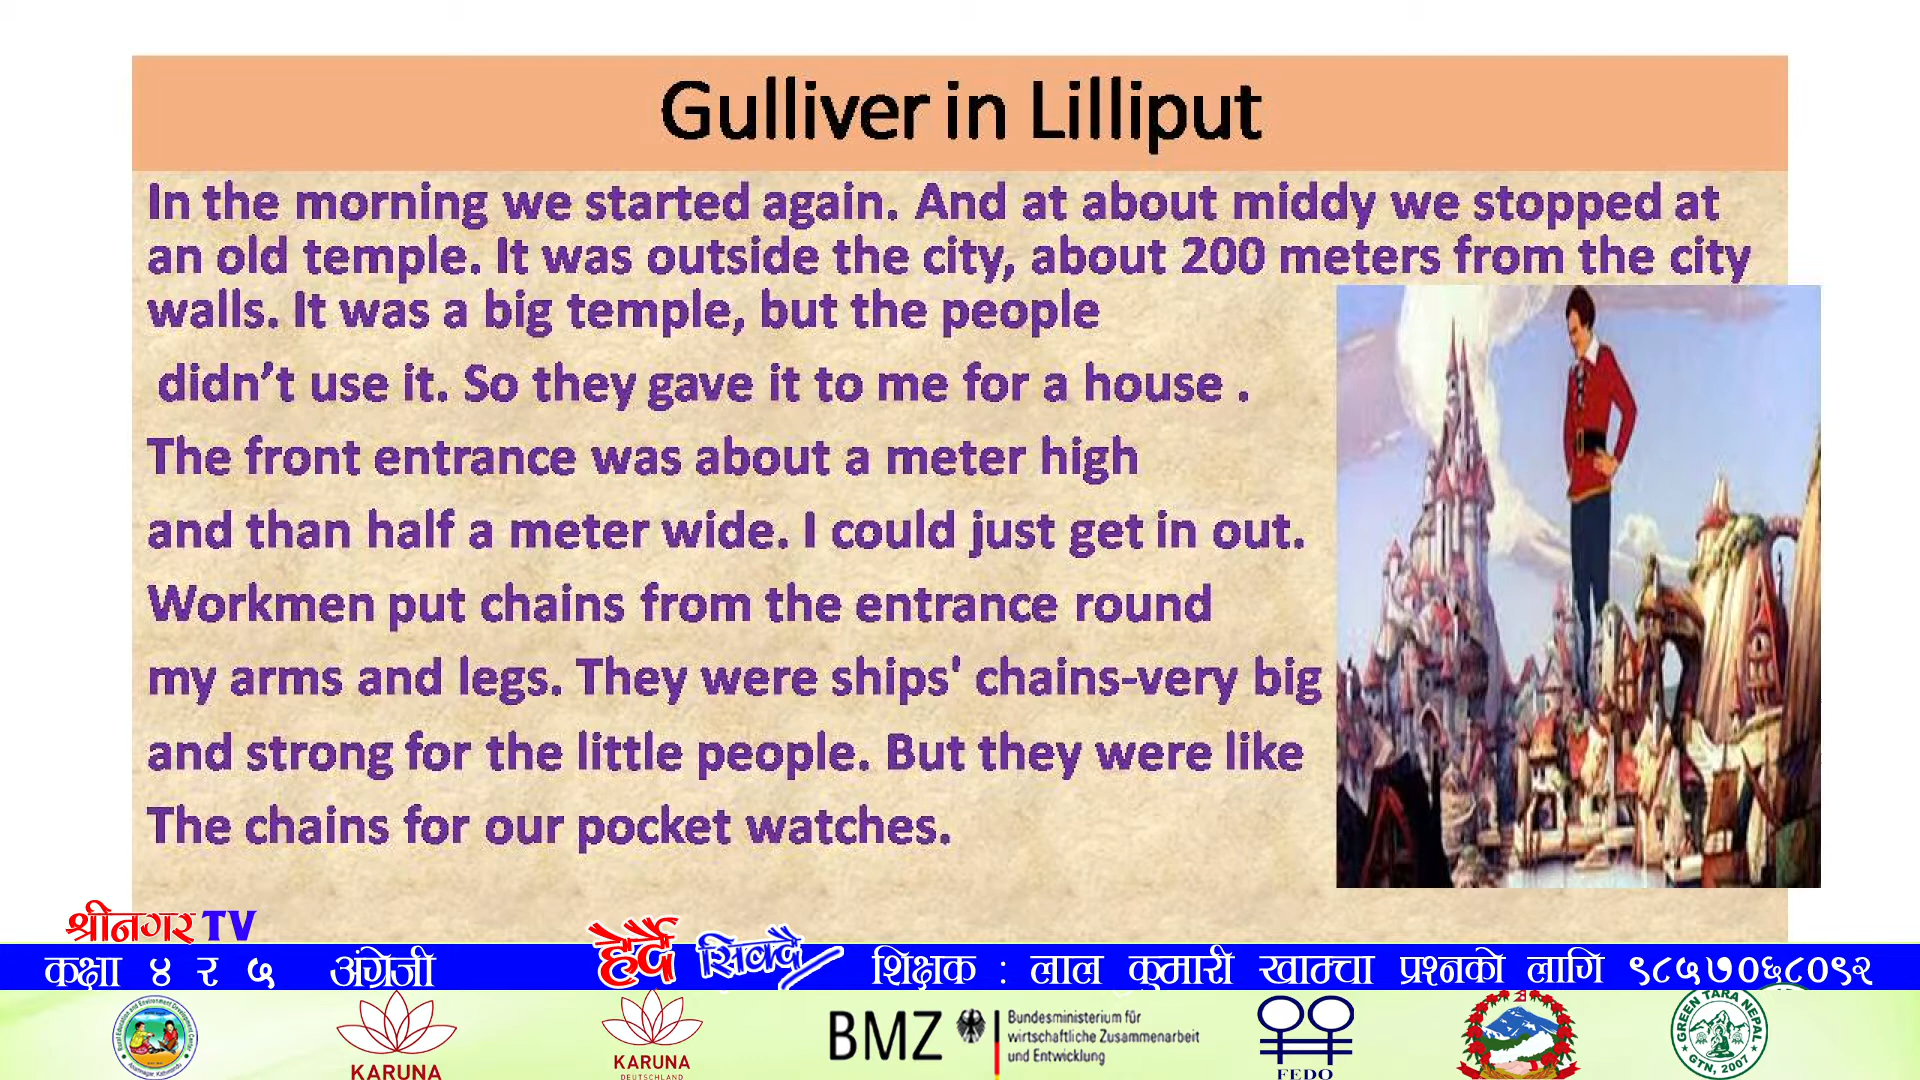 Gulliver in Lilliput
In the morning we started again. And at about middy we stopped at
an old temple. It was outside the city, about 200 meters from the city
walls. It was a big temple, but the people
didn’t use it. So they gave it to me for a house .
The front entrance was about a meter high
and than half a meter wide. I could just get in out.
Workmen put chains from the entrance round
my arms and legs. They were ships' chains-very big
and strong for the little people. But they were like
The chains for our pocket watches.
श्रीनगर TV
कक्षा ४ र ५ अंग्रेजी
हेर्दै सिक्दै
शिक्षक : लाल कुमारी खाम्चा प्रश्नको लागि ९८५७०६८०९२
KARUNA
KARUNA
DEUTSCHLAND
BMZ
Bundesministerium für
wirtschaftliche Zusammenarbeit
und Entwicklung
FEDO
GREEN TARA NEPAL
GTN, 2007